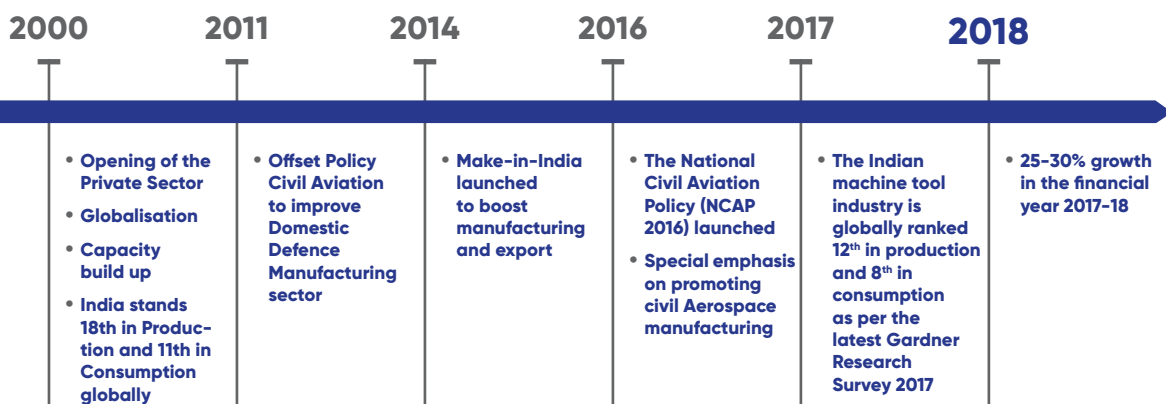 2000
2011
2014
2016
2017
2018
• Opening of the
Private Sector
• Globalisation
• Capacity
build up
• India stands
18th in Produc-
tion and 11th in
Consumption
globally
• Offset Policy
Civil Aviation
to improve
Domestic
Defence
Manufacturing
sector
• Make-in-India
launched
to boost
manufacturing
and export
• The National
Civil Aviation
Policy (NCAP
2016) launched
• Special emphasis
on promoting
civil Aerospace
manufacturing
• The Indian
machine tool
industry is
globally ranked
12th in production
and 8th in
consumption
as per the
latest Gardner
Research
Survey 2017
• 25-30% growth
in the financial
year 2017-18